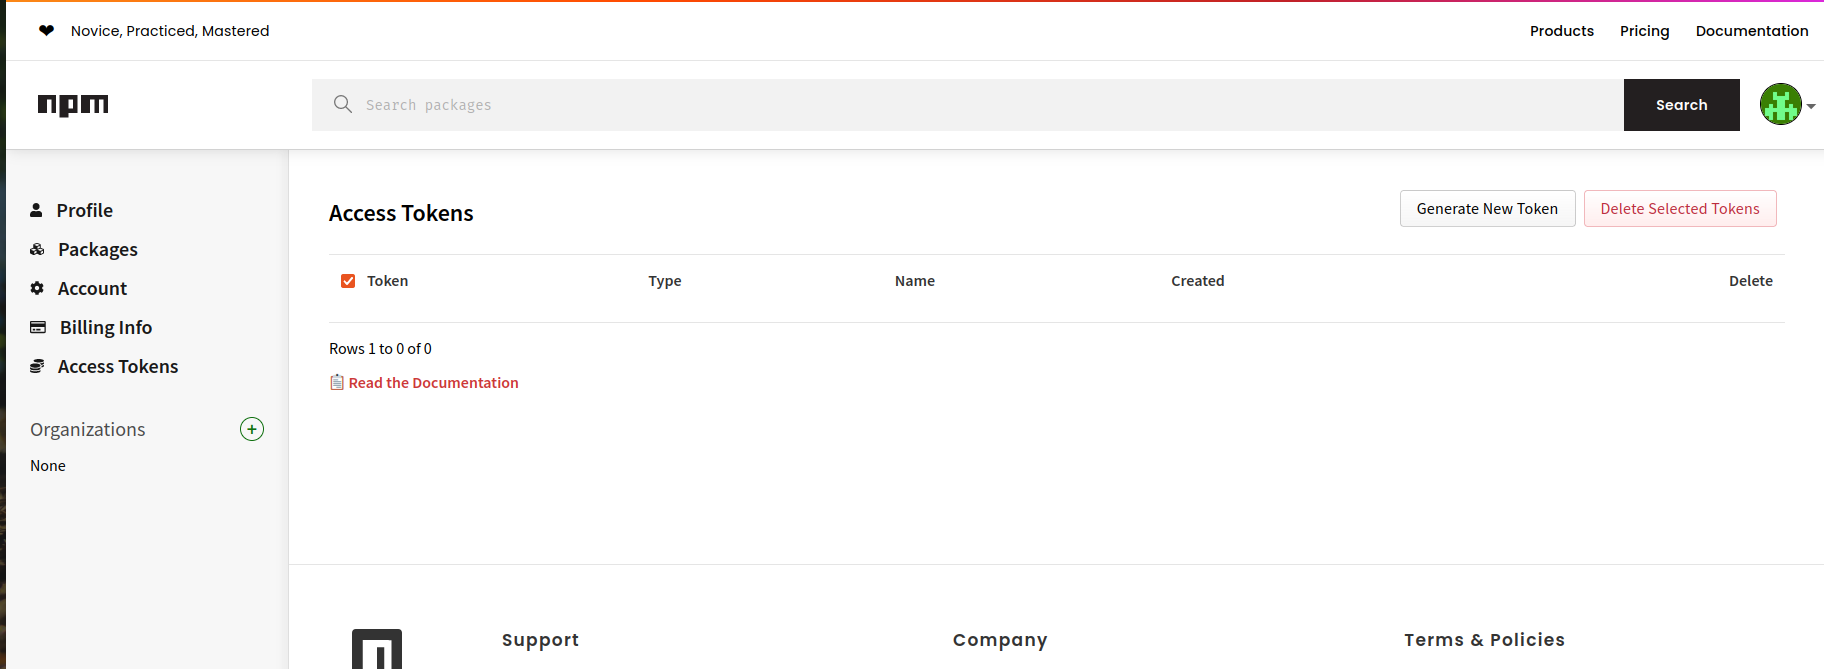 Novice, Practiced, Mastered
Products
Pricing
Documentation
npm
Search packages
Search
Profile
Packages
Account
Billing Info
Access Tokens
Organizations
None
Access Tokens
Generate New Token
Delete Selected Tokens
Token Type Name Created Delete
Rows 1 to 0 of 0
Read the Documentation
Support
Company
Terms & Policies